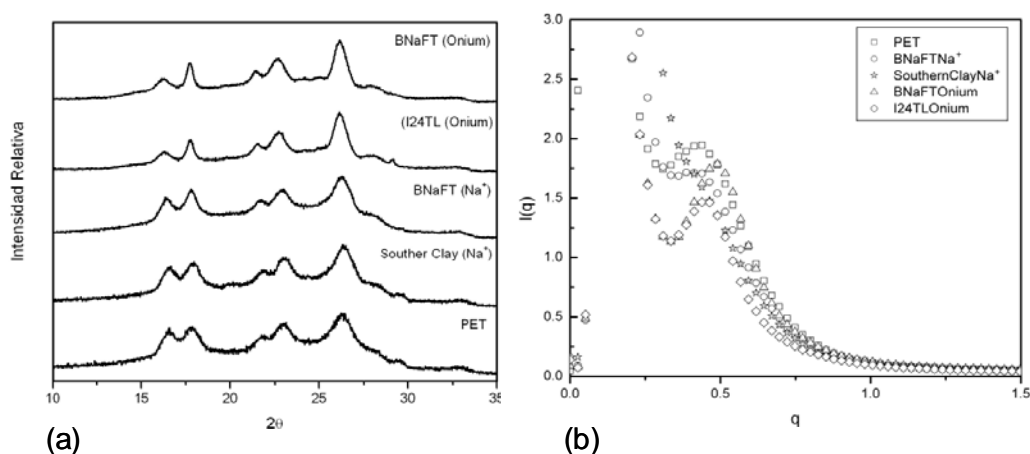 BNaFT (Onium)
(I24TL (Onium)
BNaFT (Na+)
Souther Clay (Na+)
PET
Intensidad Relativa
10 15 20 25 30 35
2θ
(a)
3.0
2.5
2.0
1.5
1.0
0.5
0.0
I(q)
PET
BNaFTNa+
SouthernClayNa+
BNaFTOnium
I24TLOnium
0.0 0.5 1.0 1.5
q
(b)